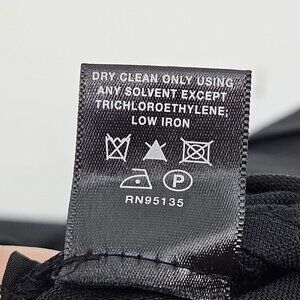 DRY CLEAN ONLY USING
ANY SOLVENT EXCEPT
TRICHLOROETHYLENE;
LOW IRON
P
RN95135